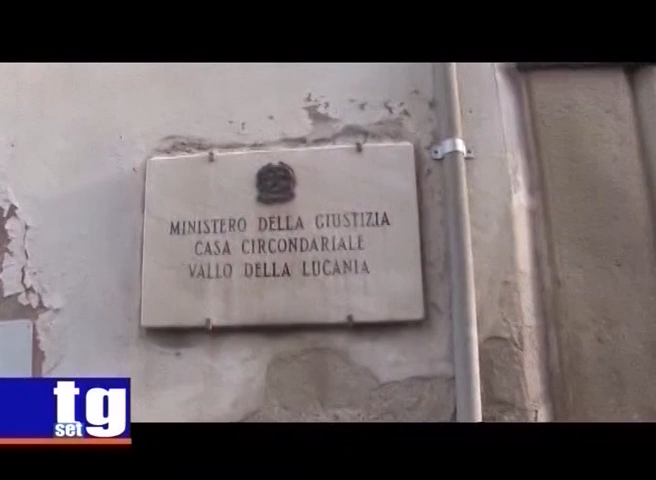 MINISTERO DELLA GIUSTIZIA
CASA CIRCONDARIALE
VALLO DELLA LUCANIA
tg
set